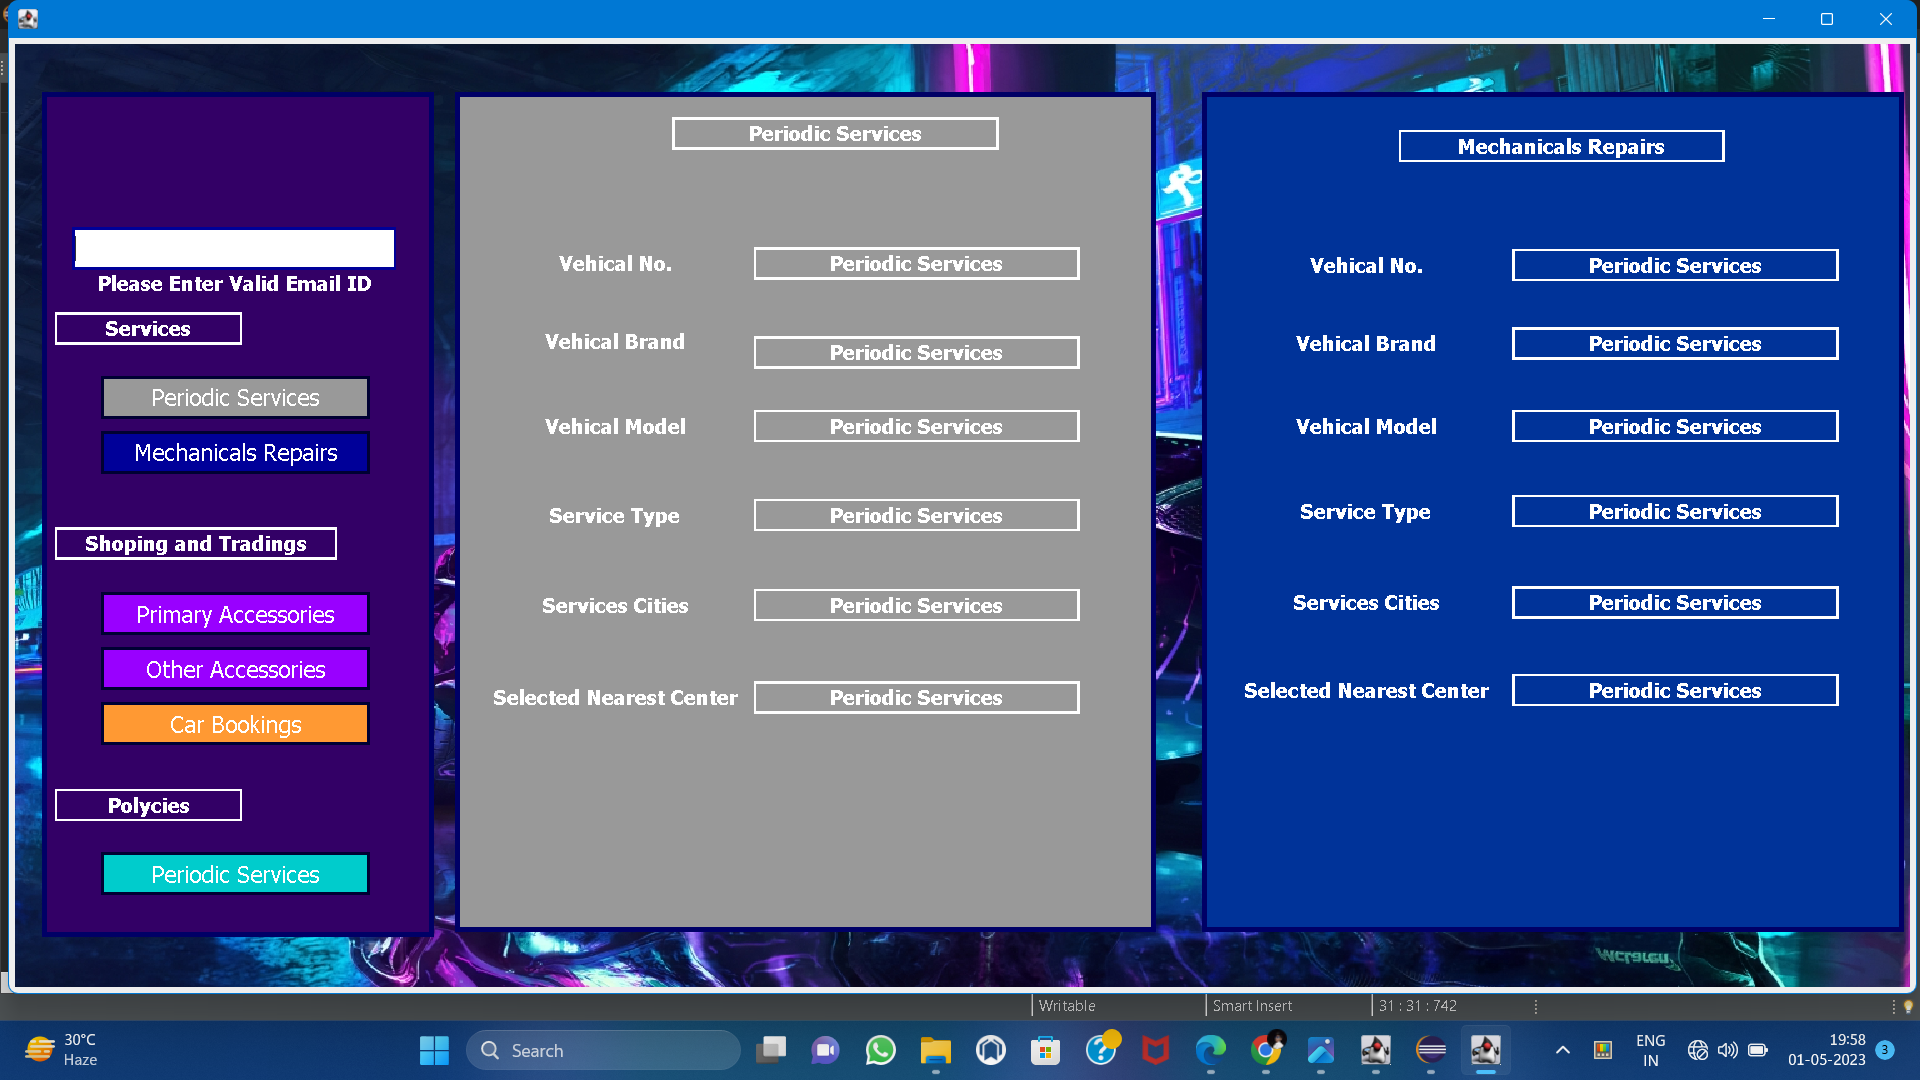 Please Enter Valid Email ID
Services
Periodic Services
Mechanicals Repairs
Shoping and Tradings
Primary Accessories
Other Accessories
Car Bookings
Polycies
Periodic Services
Periodic Services
Vehical No. Periodic Services
Vehical Brand Periodic Services
Vehical Model Periodic Services
Service Type Periodic Services
Services Cities Periodic Services
Selected Nearest Center Periodic Services
Mechanicals Repairs
Vehical No. Periodic Services
Vehical Brand Periodic Services
Vehical Model Periodic Services
Service Type Periodic Services
Services Cities Periodic Services
Selected Nearest Center Periodic Services
McLaren
Writable Smart Insert 31 : 31 : 742
30°C
Haze
Search
ENG
IN
19:58
01-05-2023
3